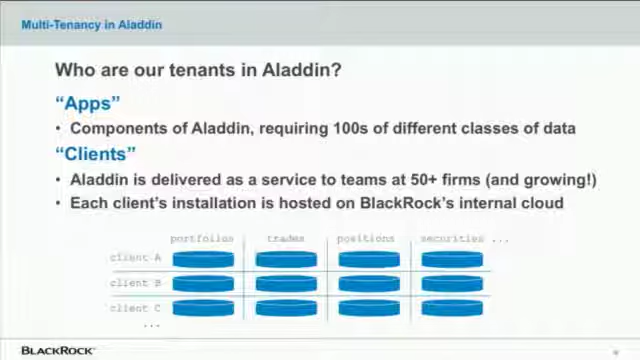 Multi-Tenancy in Aladdin
Who are our tenants in Aladdin?
“Apps”
• Components of Aladdin, requiring 100s of different classes of data
“Clients”
• Aladdin is delivered as a service to teams at 50+ firms (and growing!)
• Each client’s installation is hosted on BlackRock’s internal cloud
portfolios trades positions securities ...
client A
client B
client C
...
BLACKROCK